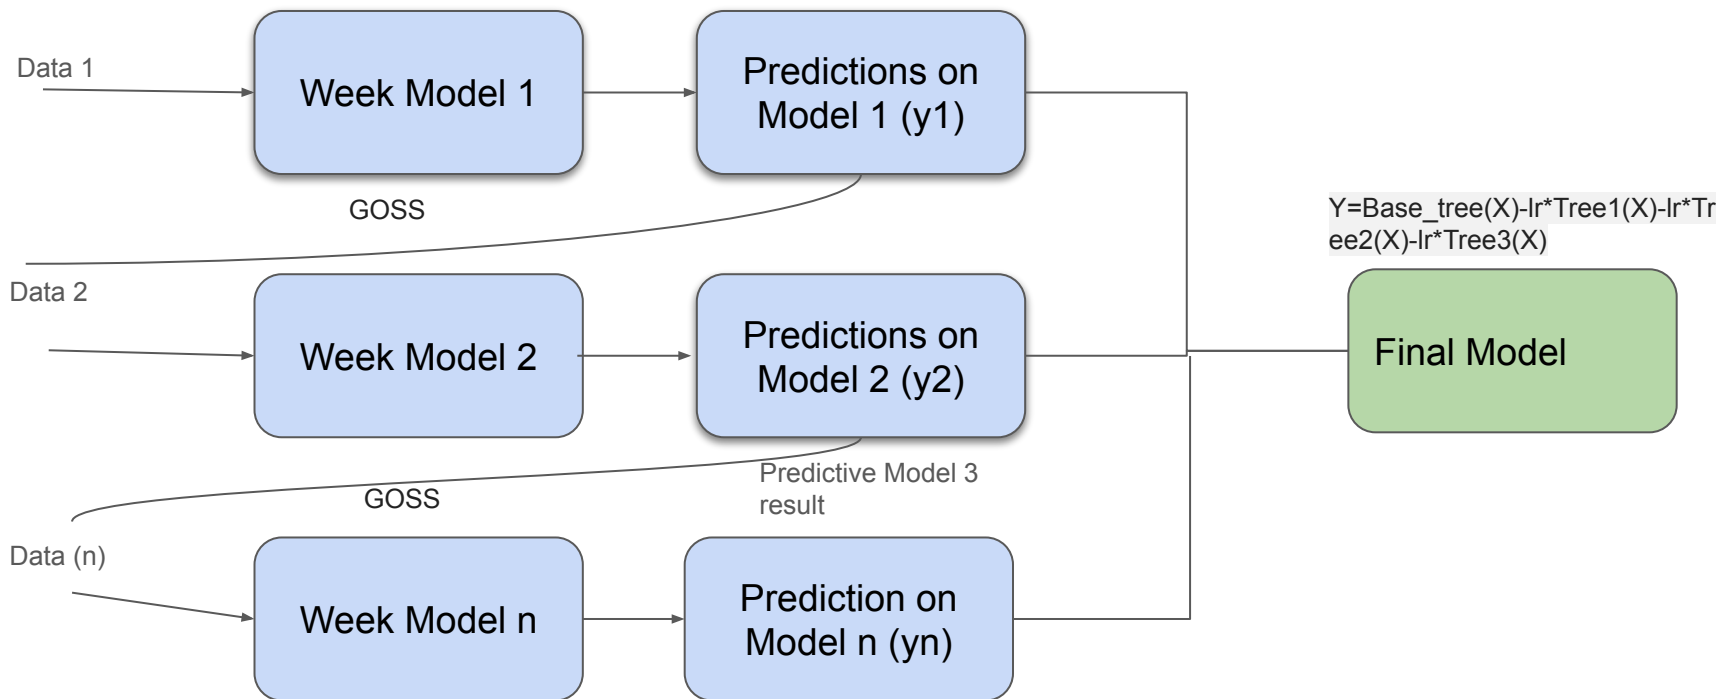 Data 1
Week Model 1
Predictions on
Model 1 (y1)
GOSS
Y=Base_tree(X)-lr*Tree1(X)-lr*Tr
ee2(X)-lr*Tree3(X)
Data 2
Week Model 2
Predictions on
Model 2 (y2)
Final Model
GOSS
Predictive Model 3
result
Data (n)
Week Model n
Prediction on
Model n (yn)